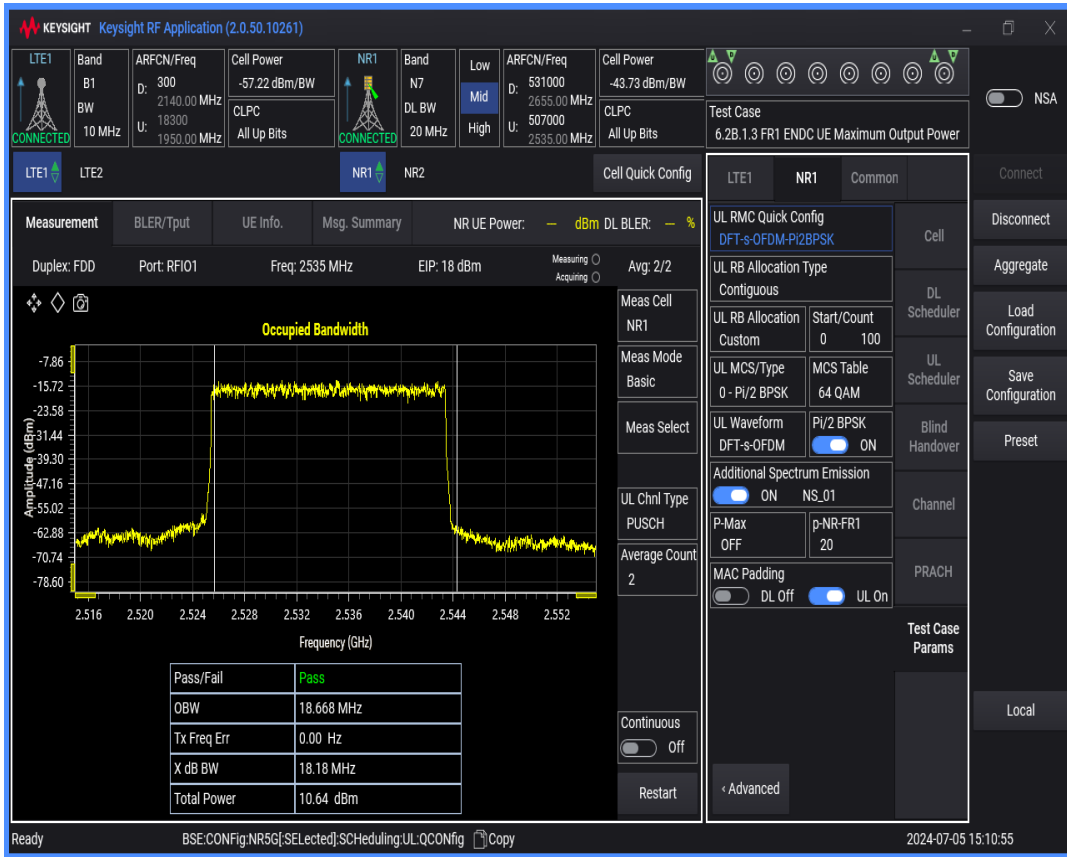 KEYSIGHT Keysight RF Application (2.0.50.10261)
LTE1
CONNECTED
Band
B1
BW
10 MHz
ARFCN/Freq
D: 300
2140.00 MHz
U: 18300
1950.00 MHz
Cell Power
-57.22 dBm/BW
CLPC
All Up Bits
NR1
CONNECTED
Band
N7
DL BW
20 MHz
Low
Mid
High
ARFCN/Freq
D: 531000
2655.00 MHz
U: 507000
2535.00 MHz
Cell Power
-43.73 dBm/BW
CLPC
All Up Bits
Test Case
6.2B.1.3 FR1 ENDC UE Maximum Output Power
NSA
LTE1 LTE2 NR1 NR2 Cell Quick Config
Measurement BLER/Tput UE Info. Msg. Summary NR UE Power: --- dBm DL BLER: --- %
Duplex: FDD Port: RFIO1 Freq: 2535 MHz EIP: 18 dBm Measuring Acquiring Avg: 2/2
Occupied Bandwidth
Amplitude (dBm)
-7.86
-15.72
-23.58
-31.44
-39.30
-47.16
-55.02
-62.88
-70.74
-78.60
2.516 2.520 2.524 2.528 2.532 2.536 2.540 2.544 2.548 2.552
Frequency (GHz)
Pass/Fail Pass
OBW 18.668 MHz
Tx Freq Err 0.00 Hz
X dB BW 18.18 MHz
Total Power 10.64 dBm
Meas Cell
NR1
Meas Mode
Basic
Meas Select
UL Chnl Type
PUSCH
Average Count
2
Continuous
Off
Restart
LTE1 NR1 Common
UL RMC Quick Config
DFT-s-OFDM-Pi2BPSK
UL RB Allocation Type
Contiguous
UL RB Allocation
Custom
Start/Count
0 100
UL MCS/Type
0 - Pi/2 BPSK
MCS Table
64 QAM
UL Waveform
DFT-s-OFDM
Pi/2 BPSK
ON
Additional Spectrum Emission
ON NS_01
P-Max
OFF
p-NR-FR1
20
MAC Padding
DL Off UL On
‹ Advanced
Cell
DL
Scheduler
UL
Scheduler
Blind
Handover
Channel
PRACH
Test Case
Params
Connect
Disconnect
Aggregate
Load
Configuration
Save
Configuration
Preset
Local
Ready BSE:CONFig:NR5G[:SELected]:SCHeduling:UL:QCONfig Copy 2024-07-05 15:10:55